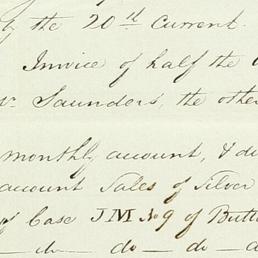 the 20th Current.
Invoice of half the
Saunders, the other
monthly account, & 
account Sales of Silver
of Case JM No 9 of
do — do — do